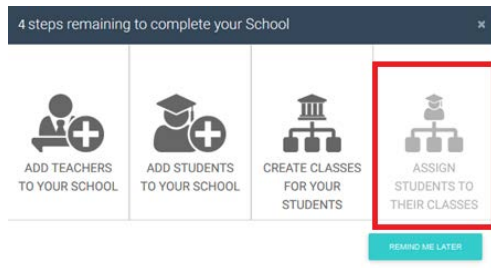 4 steps remaining to complete your School
×
ADD TEACHERS
TO YOUR SCHOOL
ADD STUDENTS
TO YOUR SCHOOL
CREATE CLASSES
FOR YOUR
STUDENTS
ASSIGN
STUDENTS TO
THEIR CLASSES
REMIND ME LATER